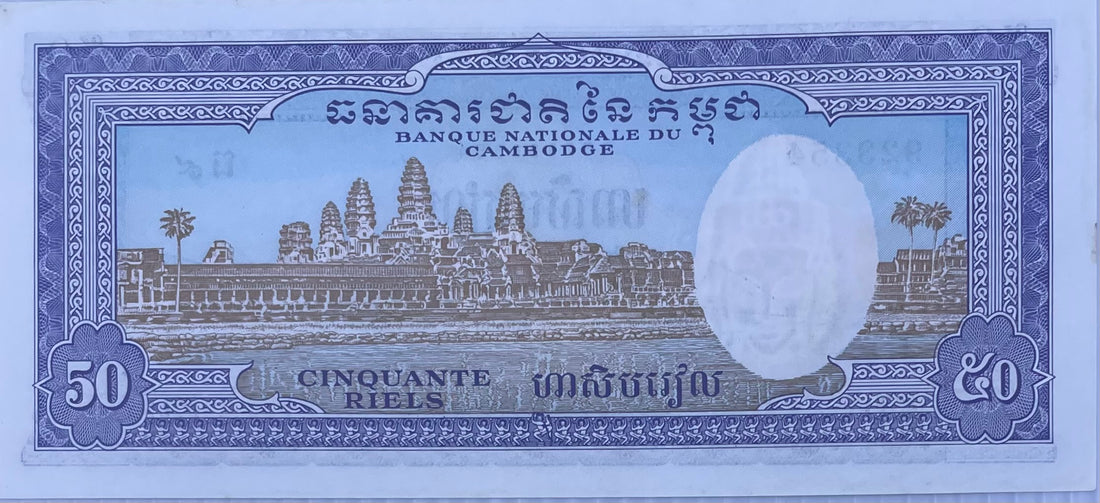 ធនាគារជាតិ នៃ កម្ពុជា
BANQUE NATIONALE DU
CAMBODGE
CINQUANTE
RIELS
ហាសិបរៀល
50
៥០